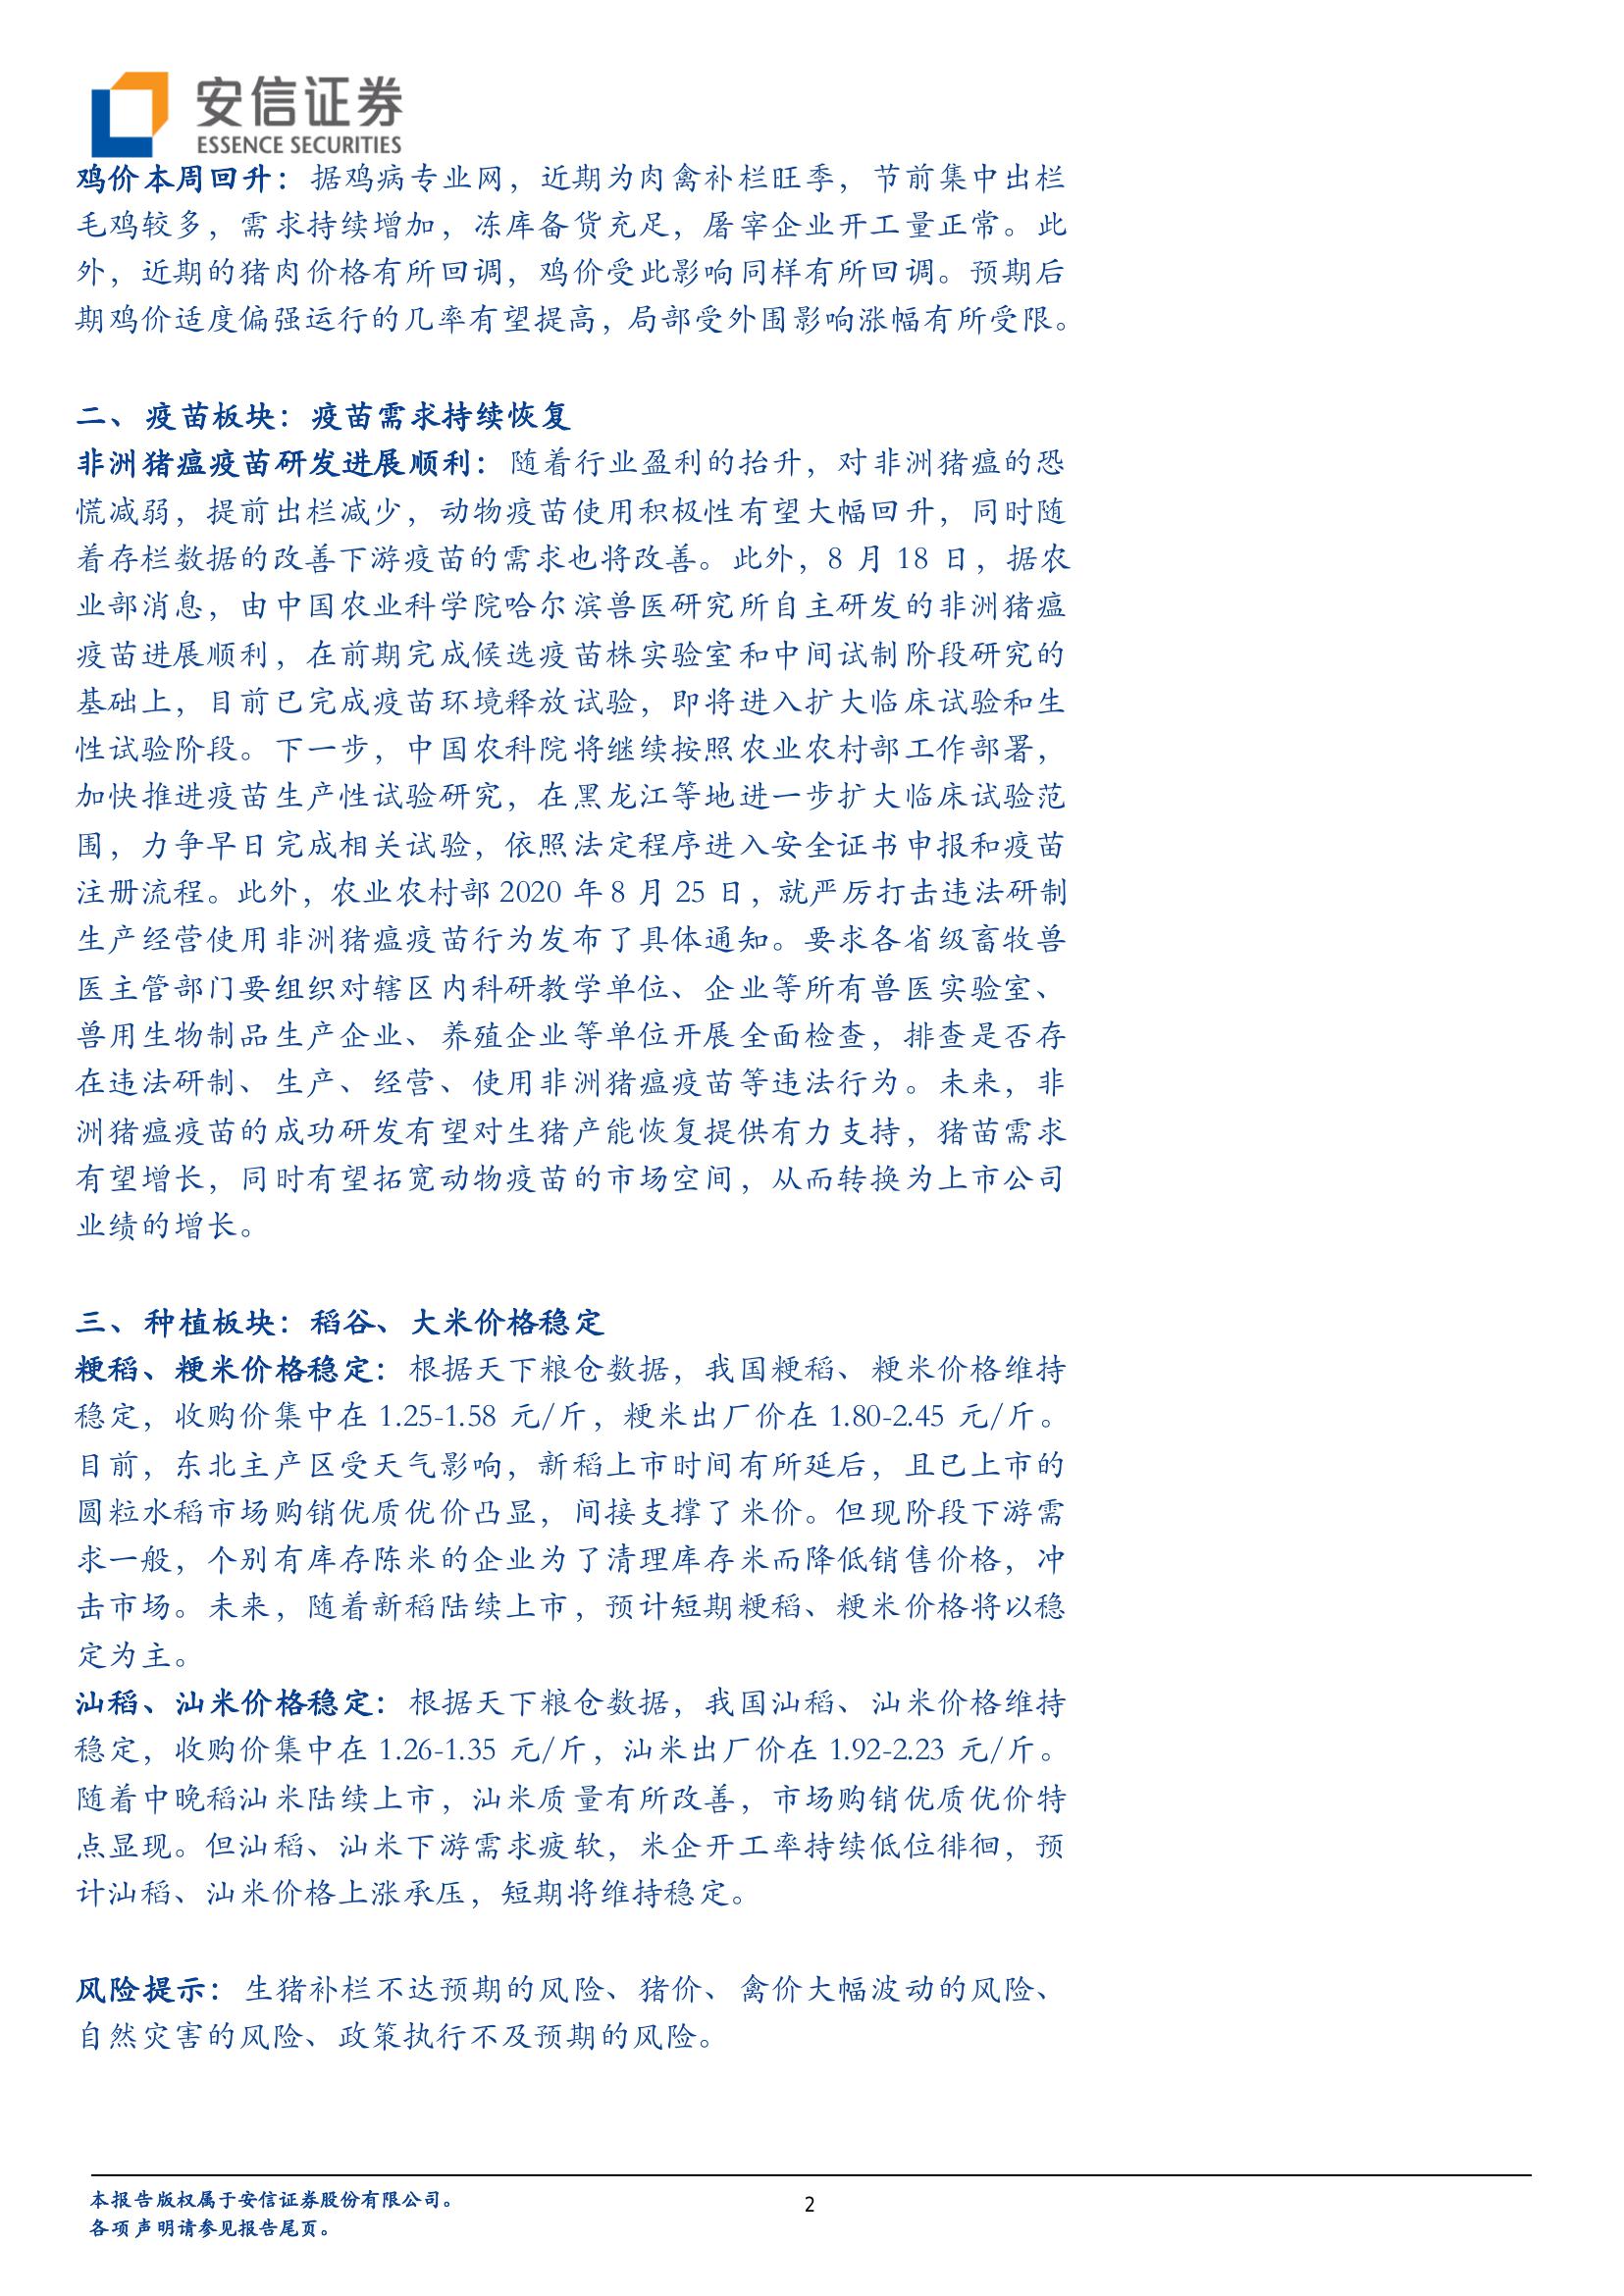 安信证券
ESSENCE SECURITIES
鸡价本周回升：据鸡病专业网，近期为肉禽补栏旺季，节前集中出栏
毛鸡较多，需求持续增加，冻库备货充足，屠宰企业开工量正常。此
外，近期的猪肉价格有所回调，鸡价受此影响同样有所回调。预期后
期鸡价适度偏强运行的几率有望提高，局部受外围影响涨幅有所受限。
二、疫苗板块：疫苗需求持续恢复
非洲猪瘟疫苗研发进展顺利：随着行业盈利的抬升，对非洲猪瘟的恐
慌减弱，提前出栏减少，动物疫苗使用积极性有望大幅回升，同时随
着存栏数据的改善下游疫苗的需求也将改善。此外，8 月 18 日，据农
业部消息，由中国农业科学院哈尔滨兽医研究所自主研发的非洲猪瘟
疫苗进展顺利，在前期完成候选疫苗株实验室和中间试制阶段研究的
基础上，目前已完成疫苗环境释放试验，即将进入扩大临床试验和生
性试验阶段。下一步，中国农科院将继续按照农业农村部工作部署，
加快推进疫苗生产性试验研究，在黑龙江等地进一步扩大临床试验范
围，力争早日完成相关试验，依照法定程序进入安全证书申报和疫苗
注册流程。此外，农业农村部 2020 年 8 月 25 日，就严厉打击违法研制
生产经营使用非洲猪瘟疫苗行为发布了具体通知。要求各省级畜牧兽
医主管部门要组织对辖区内科研教学单位、企业等所有兽医实验室、
兽用生物制品生产企业、养殖企业等单位开展全面检查，排查是否存
在违法研制、生产、经营、使用非洲猪瘟疫苗等违法行为。未来，非
洲猪瘟疫苗的成功研发有望对生猪产能恢复提供有力支持，猪苗需求
有望增长，同时有望拓宽动物疫苗的市场空间，从而转换为上市公司
业绩的增长。
三、种植板块：稻谷、大米价格稳定
粳稻、粳米价格稳定：根据天下粮仓数据，我国粳稻、粳米价格维持
稳定，收购价集中在 1.25-1.58 元/斤，粳米出厂价在 1.80-2.45 元/斤。
目前，东北主产区受天气影响，新稻上市时间有所延后，且已上市的
圆粒水稻市场购销优质优价凸显，间接支撑了米价。但现阶段下游需
求一般，个别有库存陈米的企业为了清理库存米而降低销售价格，冲
击市场。未来，随着新稻陆续上市，预计短期粳稻、粳米价格将以稳
定为主。
汕稻、汕米价格稳定：根据天下粮仓数据，我国汕稻、汕米价格维持
稳定，收购价集中在 1.26-1.35 元/斤，汕米出厂价在 1.92-2.23 元/斤。
随着中晚稻汕米陆续上市，汕米质量有所改善，市场购销优质优价特
点显现。但汕稻、汕米下游需求疲软，米企开工率持续低位徘徊，预
计汕稻、汕米价格上涨承压，短期将维持稳定。
风险提示：生猪补栏不达预期的风险、猪价、禽价大幅波动的风险、
自然灾害的风险、政策执行不及预期的风险。
本报告版权属于安信证券股份有限公司。
2
各项声明请参见报告尾页。